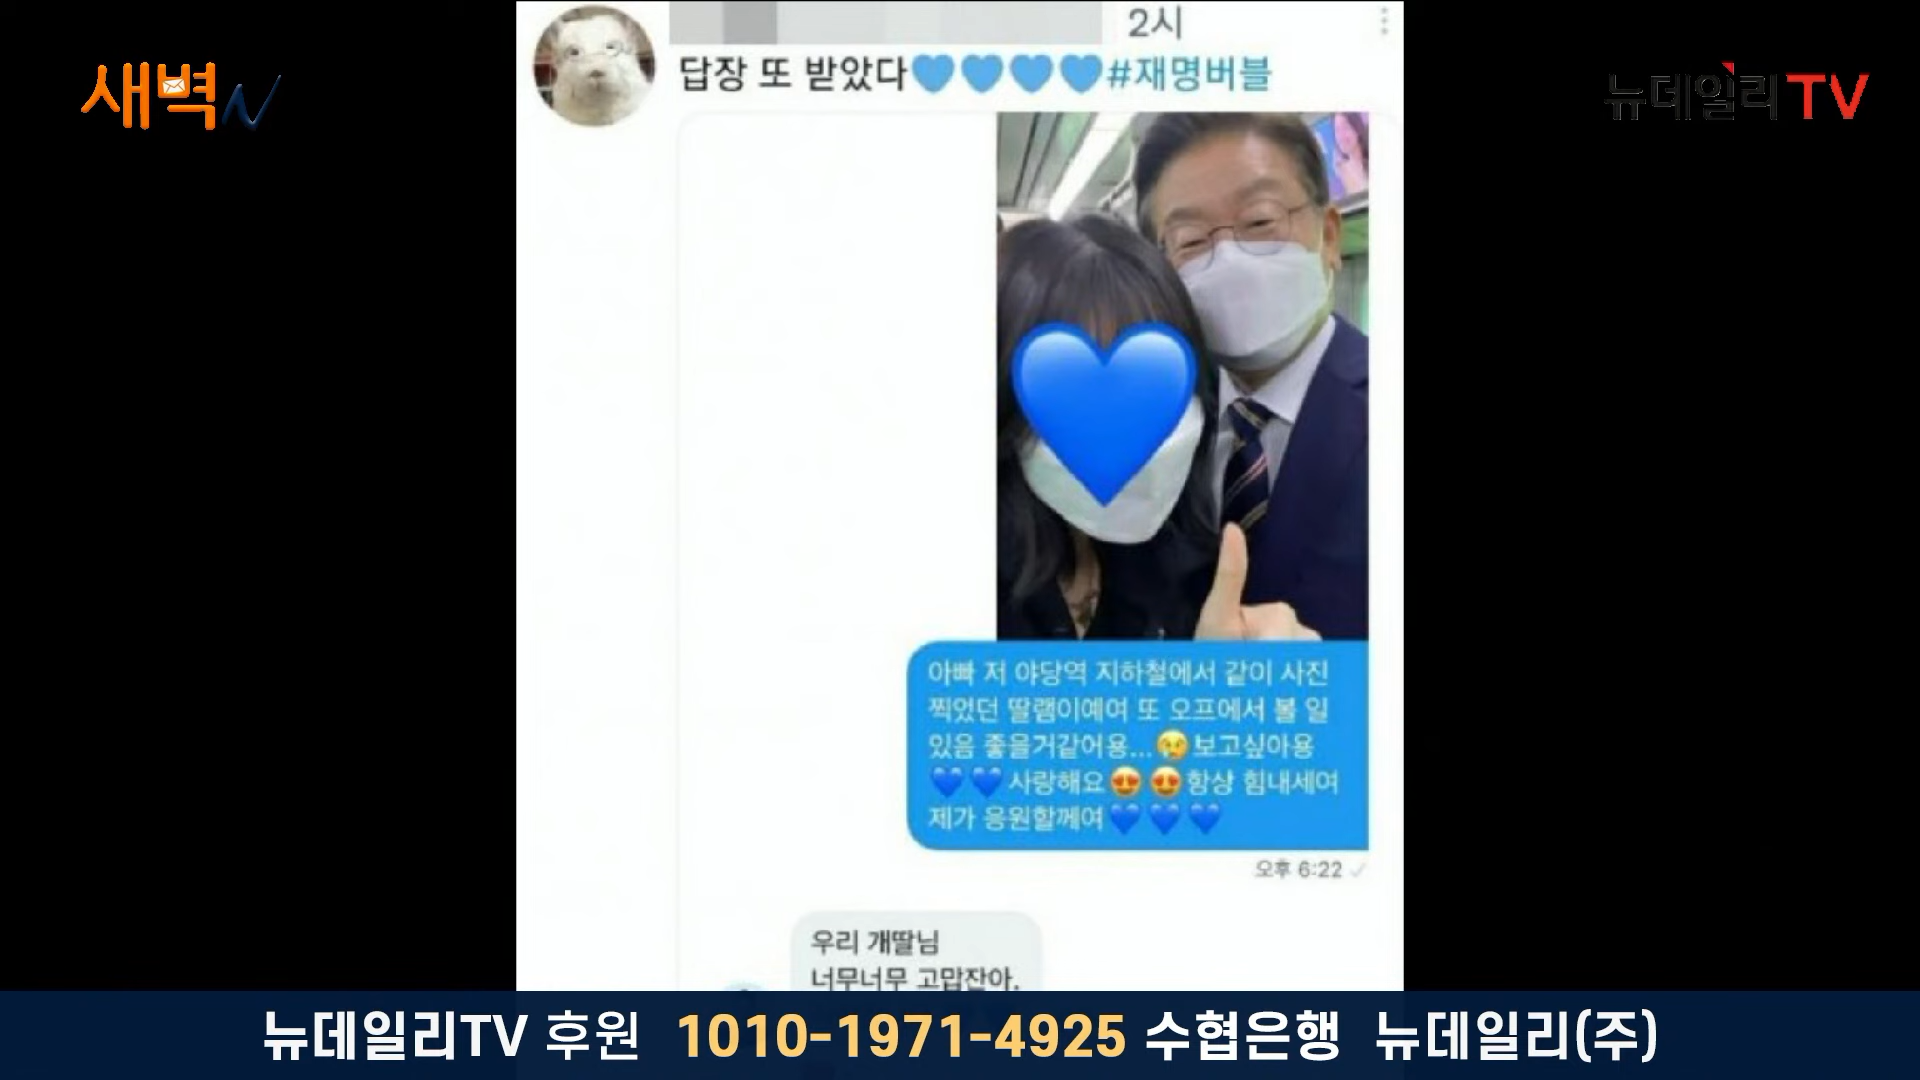 새벽N
뉴데일리TV
2시
답장 또 받았다💙💙💙💙#재명버블
아빠 저 야당역 지하철에서 같이 사진
찍었던 딸램이예여 또 오프에서 볼 일
있음 좋을거같어용...😢보고싶아용
💙💙사랑해요😍😍항상 힘내세여
제가 응원할께여💙💙💙
오후 6:22
우리 개딸님
너무너무 고맙잔아.
뉴데일리TV 후원 1010-1971-4925 수협은행 뉴데일리(주)